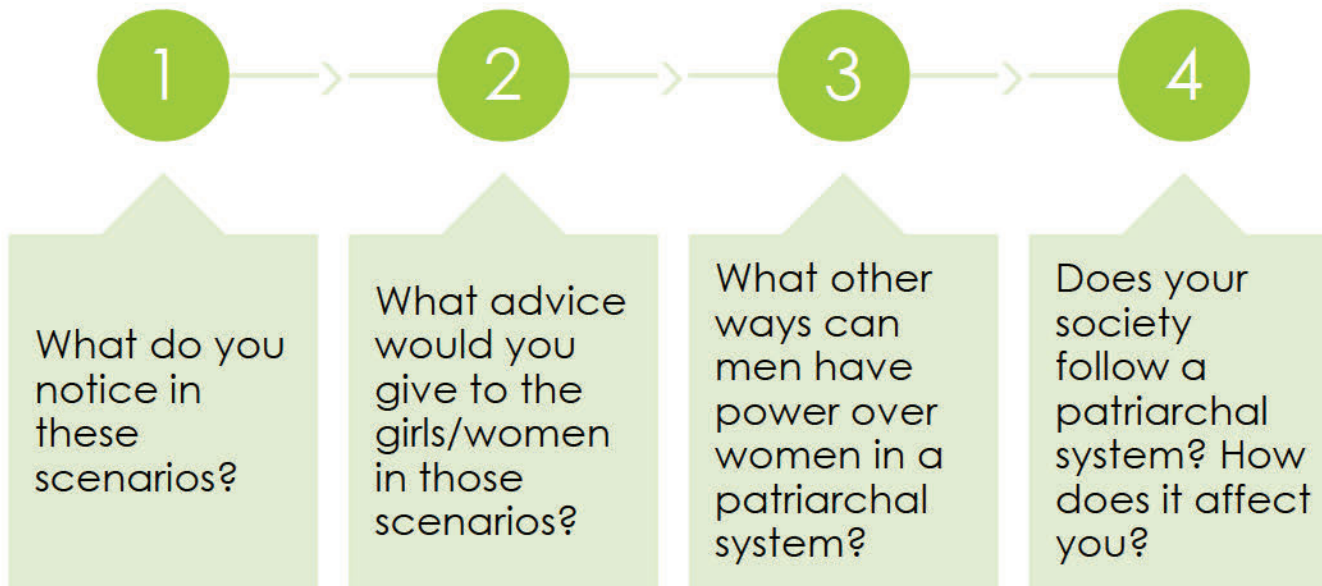 1
2
3
4
What do you
notice in
these
scenarios?
What advice
would you
give to the
girls/women
in those
scenarios?
What other
ways can
men have
power over
women in a
patriarchal
system?
Does your
society
follow a
patriarchal
system? How
does it affect
you?